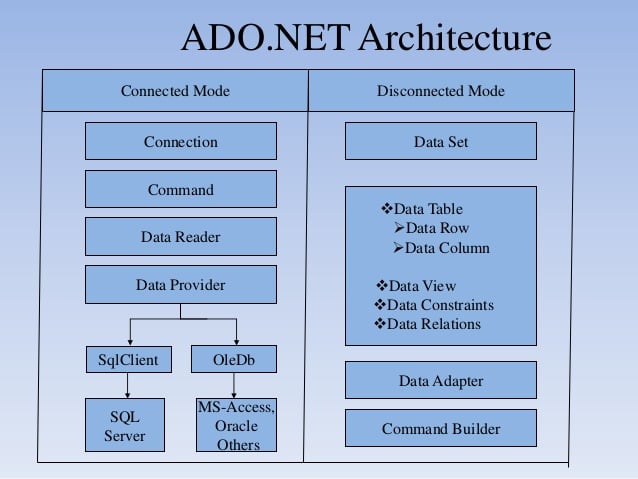 ADO.NET Architecture
Connected Mode
Connection
Command
Data Reader
Data Provider
SqlClient
OleDb
SQL
Server
MS-Access,
Oracle
Others
Disconnected Mode
Data Set
❖Data Table
➢Data Row
➢Data Column
❖Data View
❖Data Constraints
❖Data Relations
Data Adapter
Command Builder